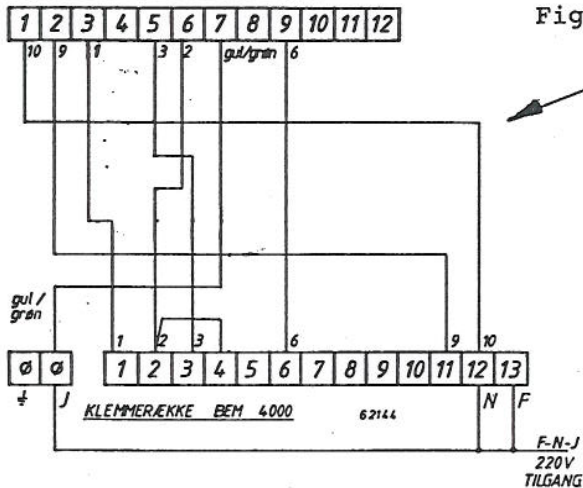 Fig
1 2 3 4 5 6 7 8 9 10 11 12
10 9 1 3 2 gul/grøn 6
gul/
grøn
1 2 3 6 9 10
Ø Ø 1 2 3 4 5 6 7 8 9 10 11 12 13
J KLEMMERÆKKE BEM 4000 62144 N F
F-N-J
220V
TILGANG